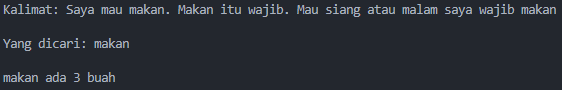 Kalimat: Saya mau makan. Makan itu wajib. Mau siang atau malam saya wajib makan
Yang dicari: makan
makan ada 3 buah